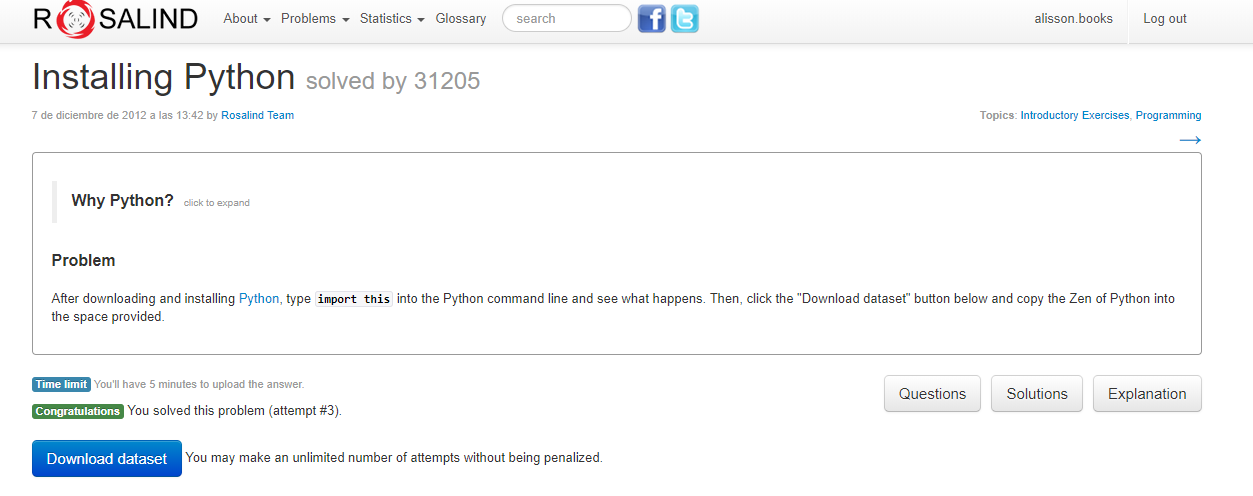 ROSALIND About Problems Statistics Glossary search f t alisson.books Log out
Installing Python solved by 31205
7 de diciembre de 2012 a las 13:42 by Rosalind Team Topics: Introductory Exercises, Programming
→
Why Python? click to expand
Problem
After downloading and installing Python, type import this into the Python command line and see what happens. Then, click the "Download dataset" button below and copy the Zen of Python into
the space provided.
Time limit You'll have 5 minutes to upload the answer.
Questions Solutions Explanation
Congratulations You solved this problem (attempt #3).
Download dataset You may make an unlimited number of attempts without being penalized.